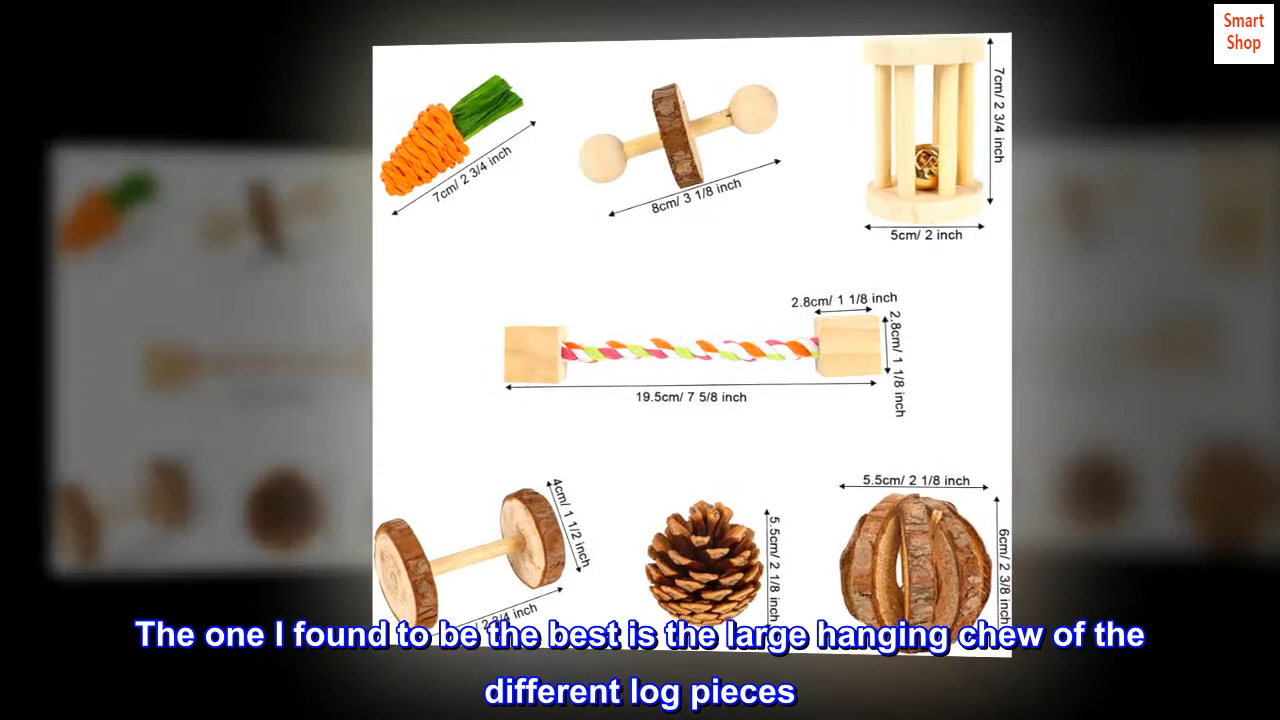 Smart
Shop
7cm/ 2 3/4 inch
8cm/ 3 1/8 inch
7cm/ 2 3/4 inch
5cm/ 2 inch
2.8cm/ 1 1/8 inch
2.8cm/ 1 1/8 inch
19.5cm/ 7 5/8 inch
4cm/ 1 1/2 inch
inch
5.5cm/ 2 1/8 inch
5.5cm/ 2 1/8 inch
6cm/ 2 3/8 inch
The one I found to be the best is the large hanging chew of the
different log pieces